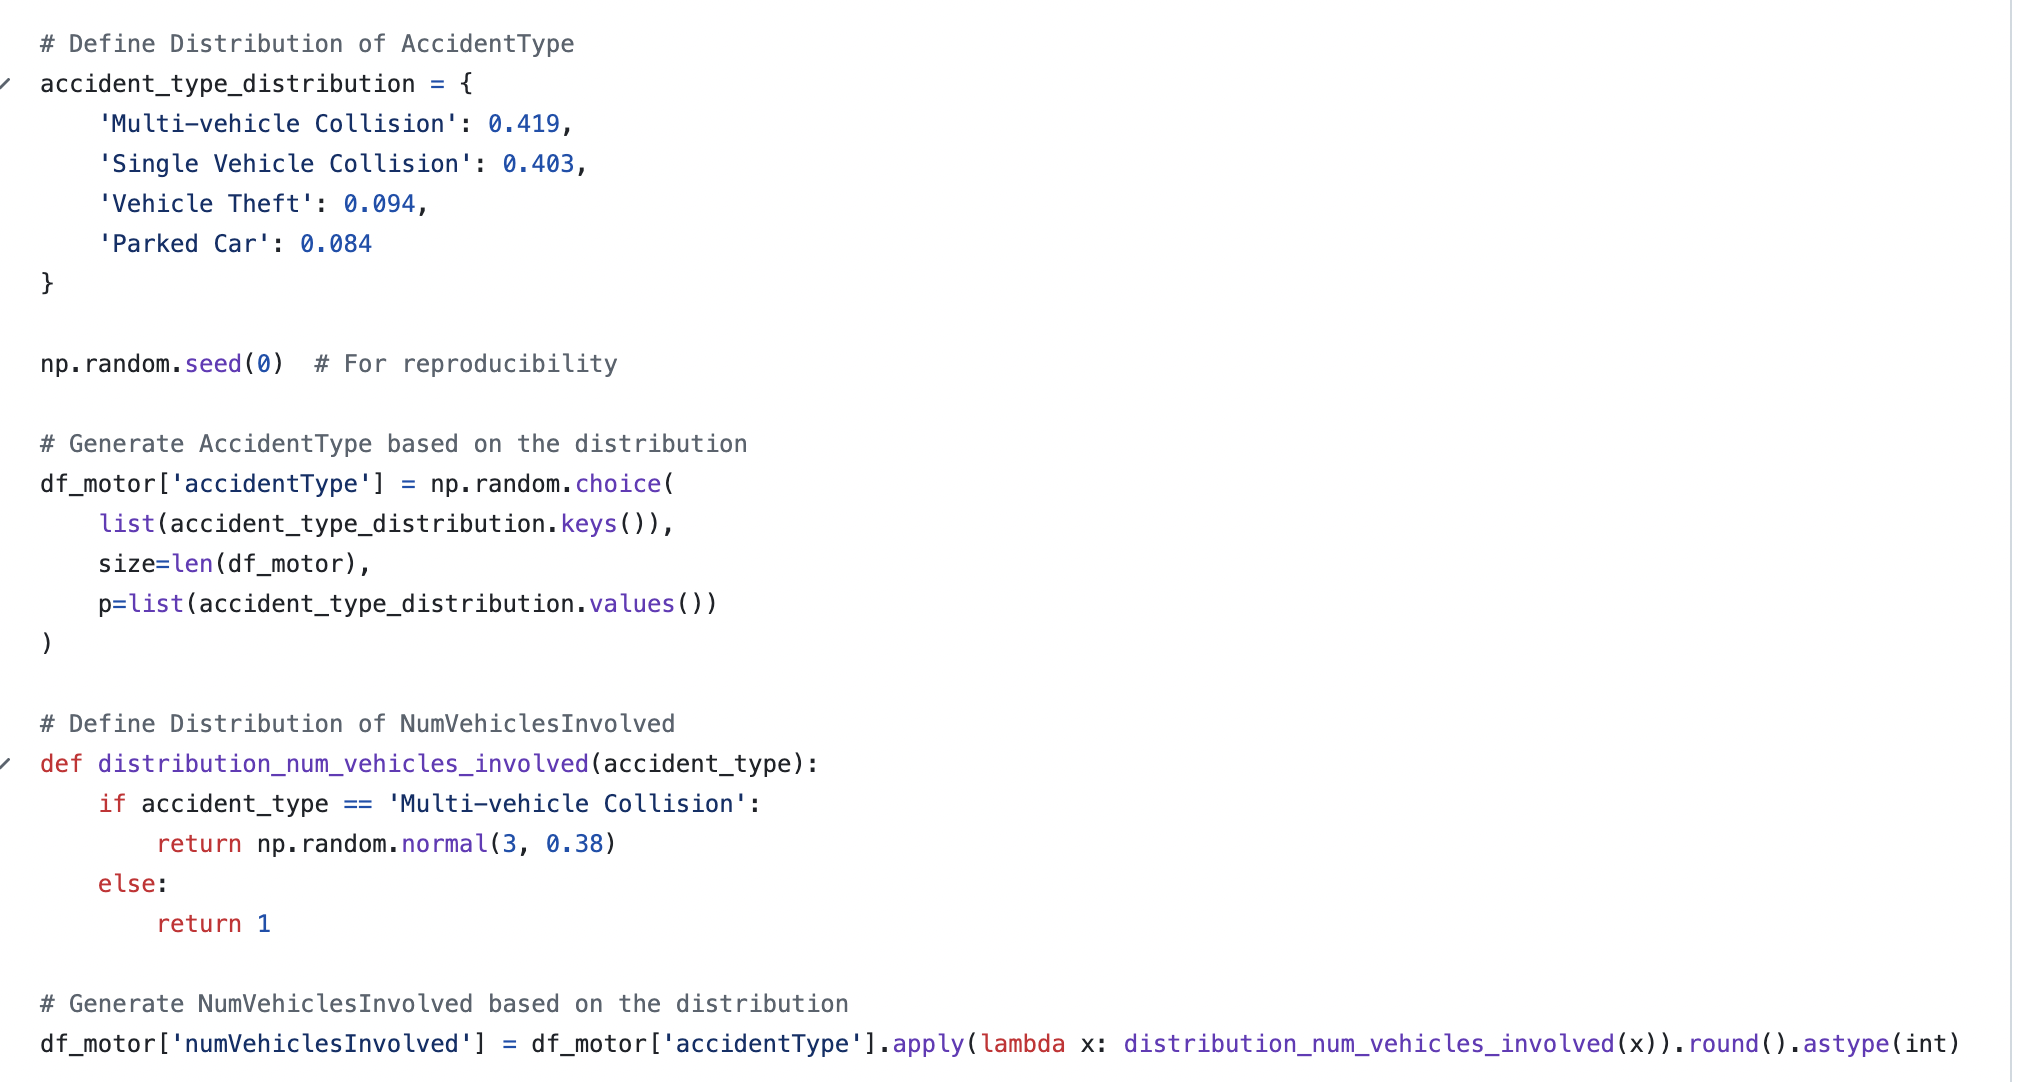 # Define Distribution of AccidentType
accident_type_distribution = {
    'Multi-vehicle Collision': 0.419,
    'Single Vehicle Collision': 0.403,
    'Vehicle Theft': 0.094,
    'Parked Car': 0.084
}

np.random.seed(0)  # For reproducibility

# Generate AccidentType based on the distribution
df_motor['accidentType'] = np.random.choice(
    list(accident_type_distribution.keys()),
    size=len(df_motor),
    p=list(accident_type_distribution.values())
)

# Define Distribution of NumVehiclesInvolved
def distribution_num_vehicles_involved(accident_type):
    if accident_type == 'Multi-vehicle Collision':
        return np.random.normal(3, 0.38)
    else:
        return 1

# Generate NumVehiclesInvolved based on the distribution
df_motor['numVehiclesInvolved'] = df_motor['accidentType'].apply(lambda x: distribution_num_vehicles_involved(x)).round().astype(int)